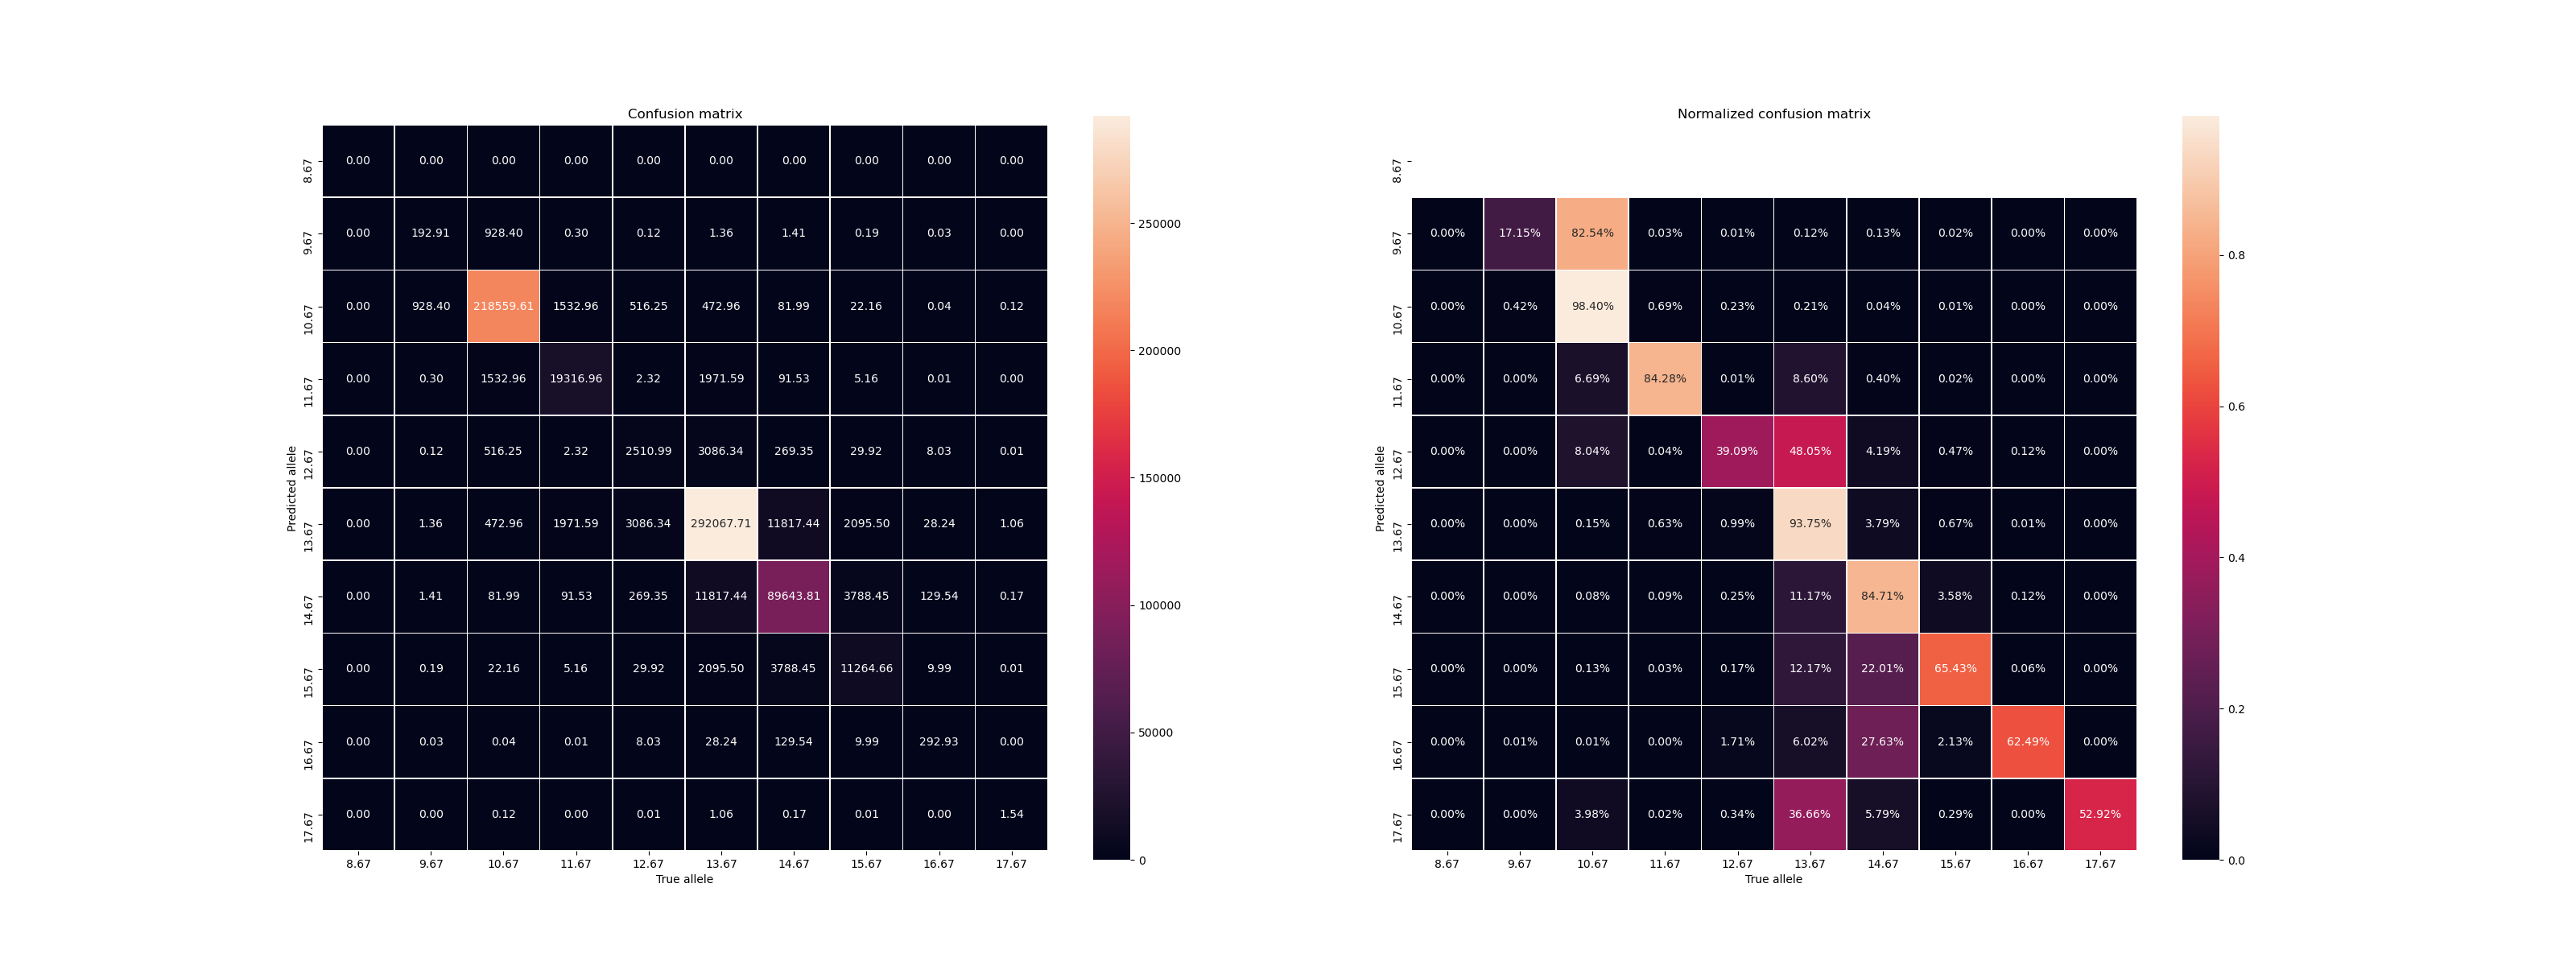 Confusion matrix
8.67 0.00 0.00 0.00 0.00 0.00 0.00 0.00 0.00 0.00 0.00
9.67 0.00 192.91 928.40 0.30 0.12 1.36 1.41 0.19 0.03 0.00
10.67 0.00 928.40 218559.61 1532.96 516.25 472.96 81.99 22.16 0.04 0.12
11.67 0.00 0.30 1532.96 19316.96 2.32 1971.59 91.53 5.16 0.01 0.00
12.67 0.00 0.12 516.25 2.32 2510.99 3086.34 269.35 29.92 8.03 0.01
13.67 0.00 1.36 472.96 1971.59 3086.34 292067.71 11817.44 2095.50 28.24 1.06
14.67 0.00 1.41 81.99 91.53 269.35 11817.44 89643.81 3788.45 129.54 0.17
15.67 0.00 0.19 22.16 5.16 29.92 2095.50 3788.45 11264.66 9.99 0.01
16.67 0.00 0.03 0.04 0.01 8.03 28.24 129.54 9.99 292.93 0.00
17.67 0.00 0.00 0.12 0.00 0.01 1.06 0.17 0.01 0.00 1.54
8.67 9.67 10.67 11.67 12.67 13.67 14.67 15.67 16.67 17.67
True allele
Predicted allele
250000
200000
150000
100000
50000
0
Normalized confusion matrix
8.67
9.67 0.00% 17.15% 82.54% 0.03% 0.01% 0.12% 0.13% 0.02% 0.00% 0.00%
10.67 0.00% 0.42% 98.40% 0.69% 0.23% 0.21% 0.04% 0.01% 0.00% 0.00%
11.67 0.00% 0.00% 6.69% 84.28% 0.01% 8.60% 0.40% 0.02% 0.00% 0.00%
12.67 0.00% 0.00% 8.04% 0.04% 39.09% 48.05% 4.19% 0.47% 0.12% 0.00%
13.67 0.00% 0.00% 0.15% 0.63% 0.99% 93.75% 3.79% 0.67% 0.01% 0.00%
14.67 0.00% 0.00% 0.08% 0.09% 0.25% 11.17% 84.71% 3.58% 0.12% 0.00%
15.67 0.00% 0.00% 0.13% 0.03% 0.17% 12.17% 22.01% 65.43% 0.06% 0.00%
16.67 0.00% 0.01% 0.01% 0.00% 1.71% 6.02% 27.63% 2.13% 62.49% 0.00%
17.67 0.00% 0.00% 3.98% 0.02% 0.34% 36.66% 5.79% 0.29% 0.00% 52.92%
8.67 9.67 10.67 11.67 12.67 13.67 14.67 15.67 16.67 17.67
True allele
Predicted allele
0.8
0.6
0.4
0.2
0.0